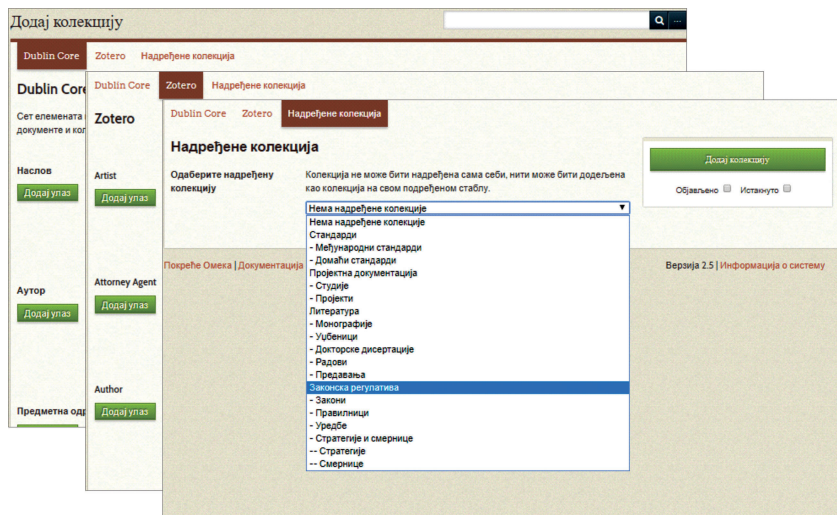 Додај колекцију
...
Dublin Core Zotero Надређене колекција
Dublin Core
Сет елемената
документе и кол
Наслов
Додај улаз
Аутор
Додај улаз
Предметна одр
Dublin Core Zotero Надређене колекција
Zotero
Artist
Додај улаз
Attorney Agent
Додај улаз
Author
Додај улаз
Dublin Core Zotero Надређене колекција
Надређене колекција
Одаберите надређену
колекцију
Колекција не може бити надређена сама себи, нити може бити додељена
као колекција на свом подређеном стаблу.
Нема надређене колекције
Нема надређене колекције
Стандарди
- Међународни стандарди
- Домаћи стандарди
Пројектна документација
- Студије
- Пројекти
Литература
- Монографије
- Уџбеници
- Докторске дисертације
- Радови
- Предавања
Законска регулатива
- Закони
- Правилници
- Уредбе
- Стратегије и смернице
-- Стратегије
-- Смернице
Додај колекцију
Објављено Истакнуто
Покреће Омека | Документација
Верзија 2.5 | Информација о систему